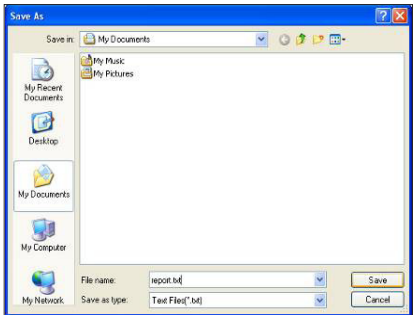 Save As
Save in: My Documents
My Recent
Documents
Desktop
My Documents
My Computer
My Network
My Music
My Pictures
File name: report.txt
Save
Save as type: Text Files(*.txt)
Cancel